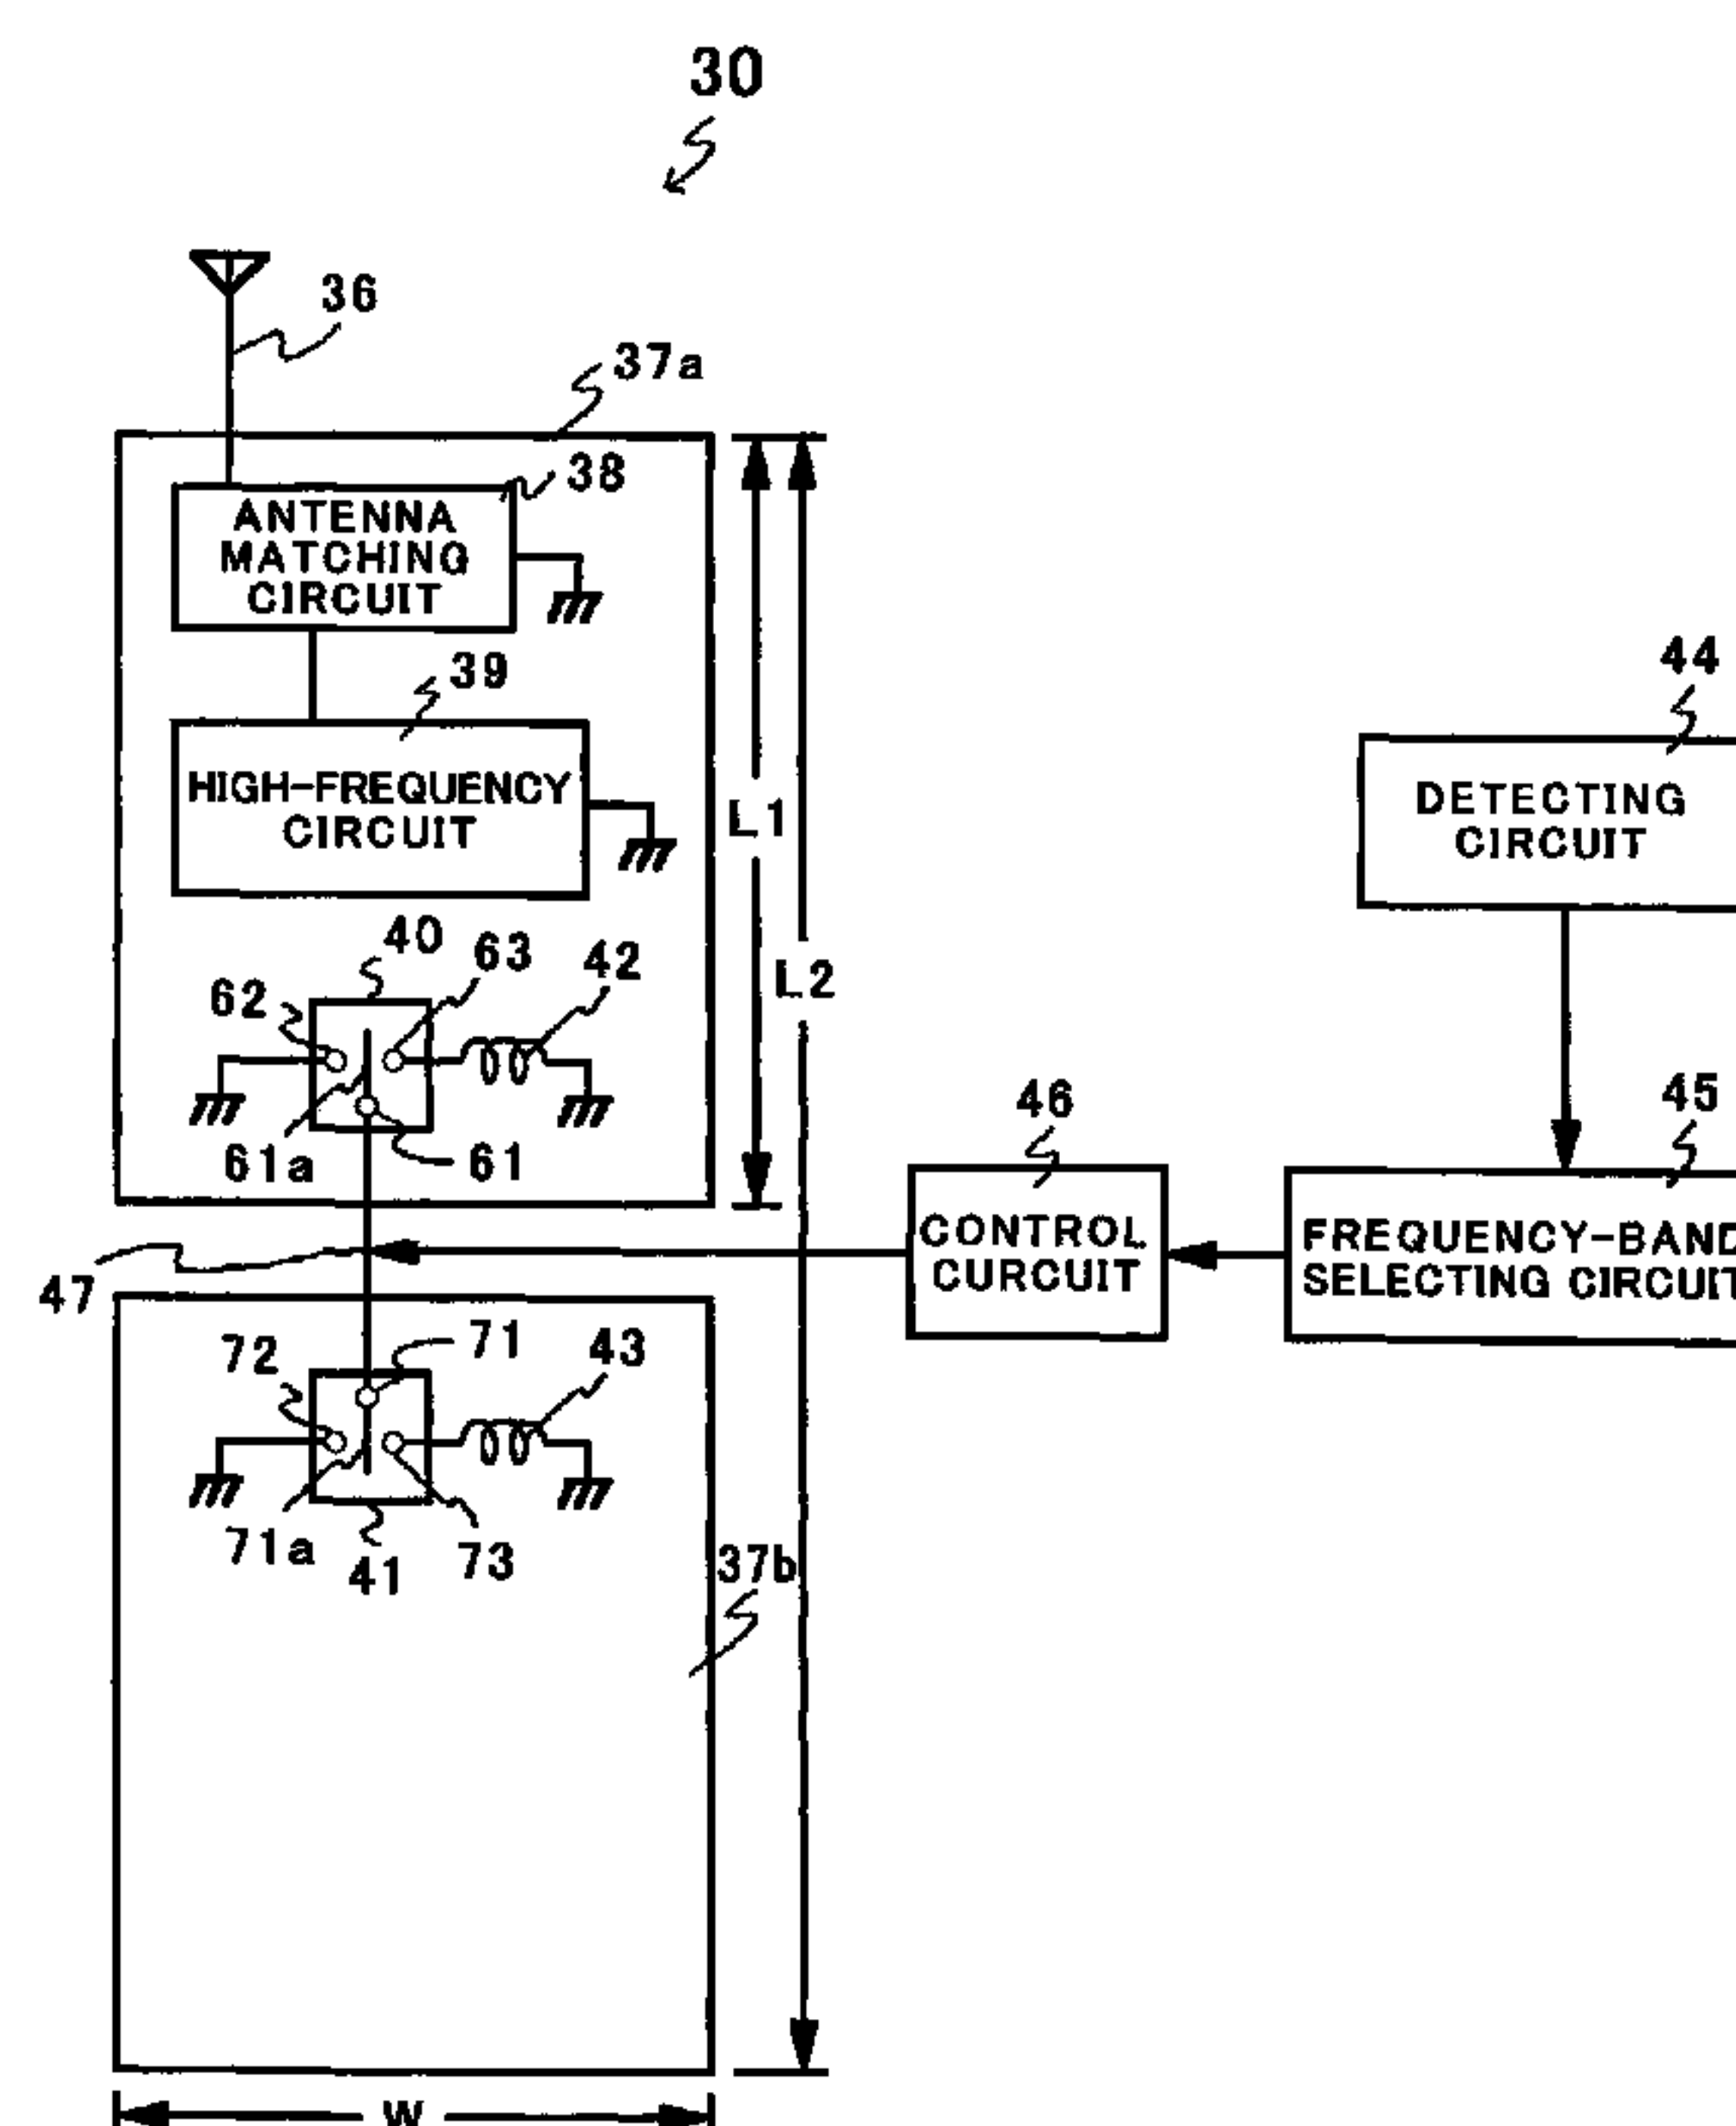 30
36
37a
38
ANTENNA
MATCHING
CIRCUIT
39
44
HIGH-FREQUENCY
CIRCUIT
L1
DETECTING
CIRCUIT
40
63
42
62
L2
46
45
61a
61
CONTROL
CURCUIT
FREQUENCY-BAND
SELECTING CIRCUIT
47
72
71
43
71a
41
73
37b
W